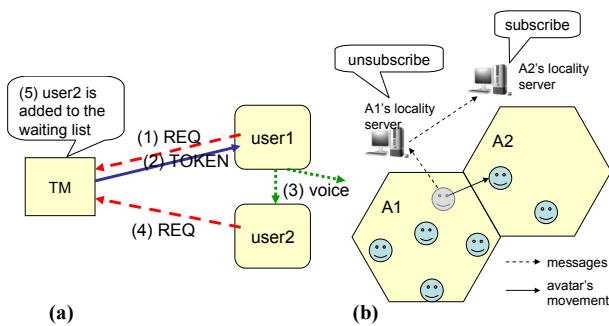 (5) user2 is
added to the
waiting list
TM
(1) REQ
(2) TOKEN
user1
(3) voice
(4) REQ
user2
(a)
unsubscribe
subscribe
A1's locality
server
A2's locality
server
A2
A1
messages
avatar's
movement
(b)